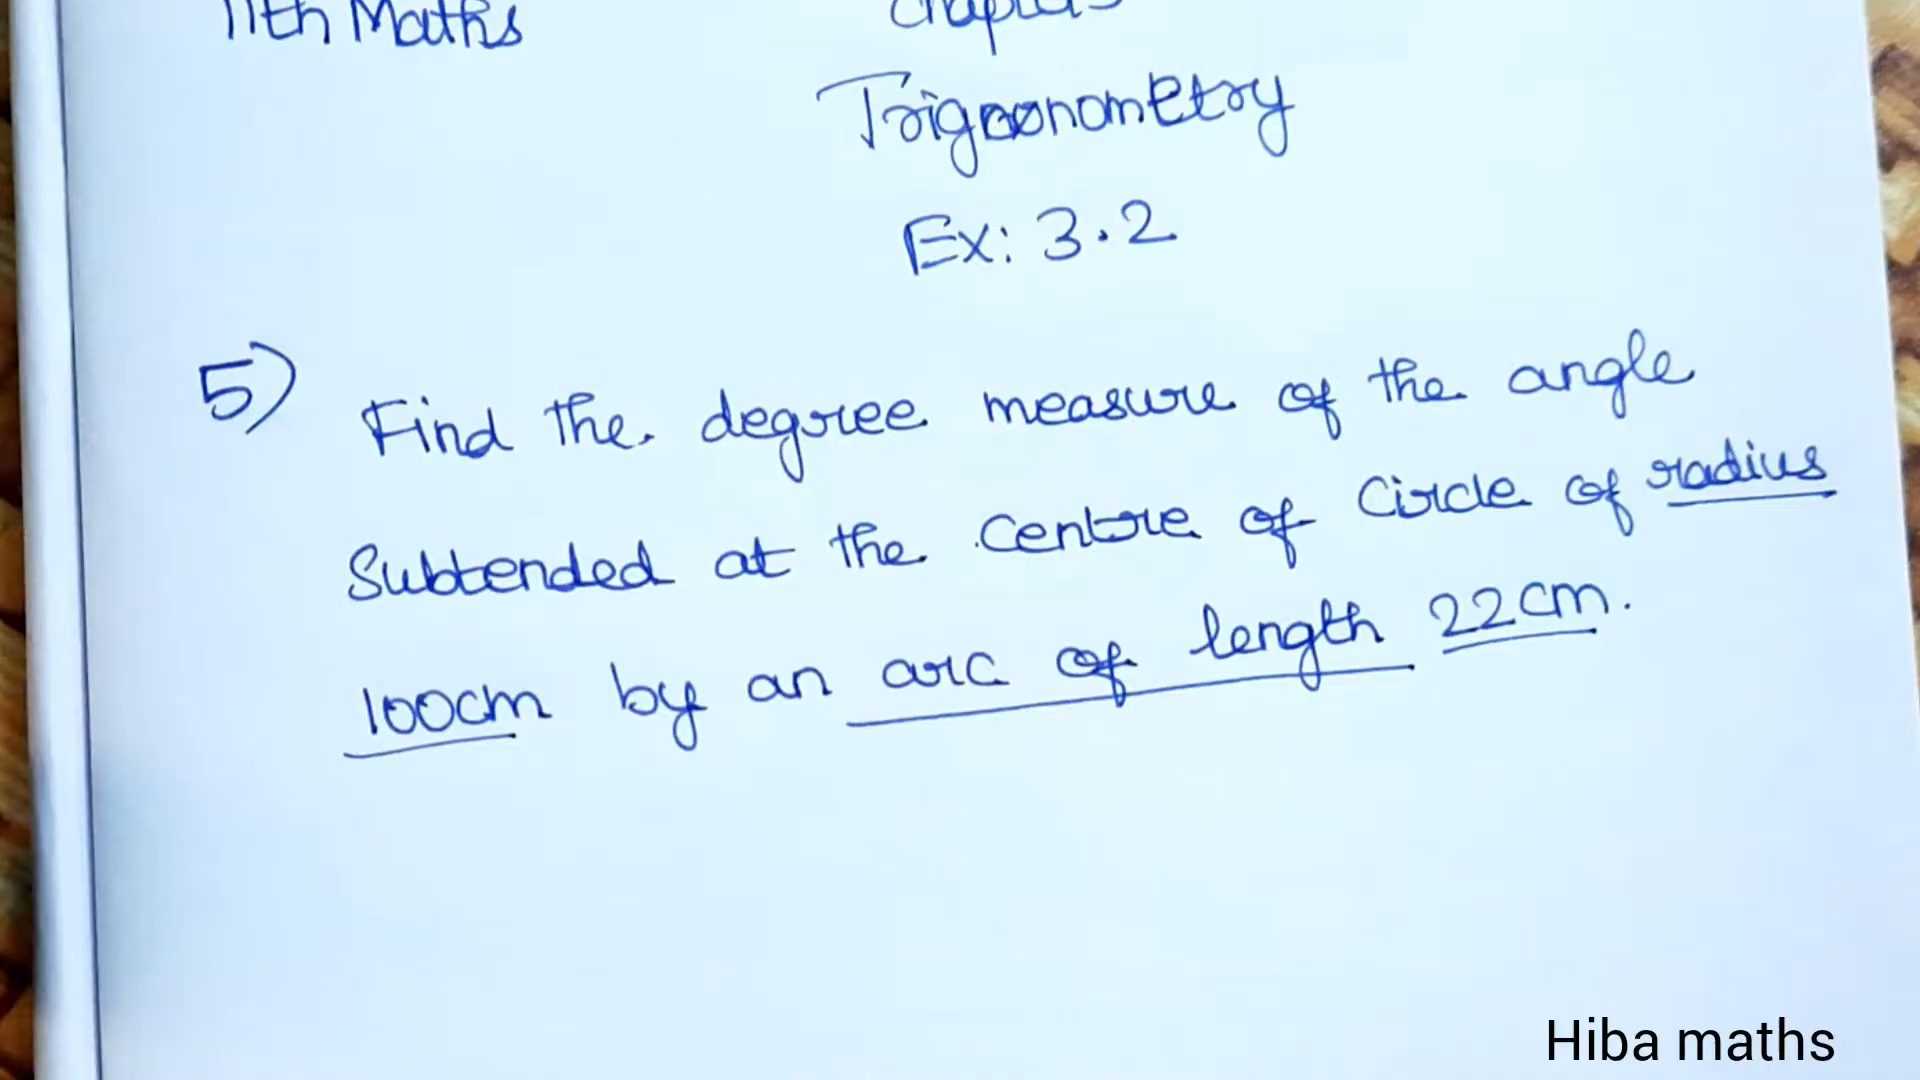 11th Maths
Chapter
Trigonometry
Ex: 3.2
5)
Find the degree measure of the angle
Subtended at the Centre of Circle of radius
100cm by an arc of length 22cm.
Hiba maths